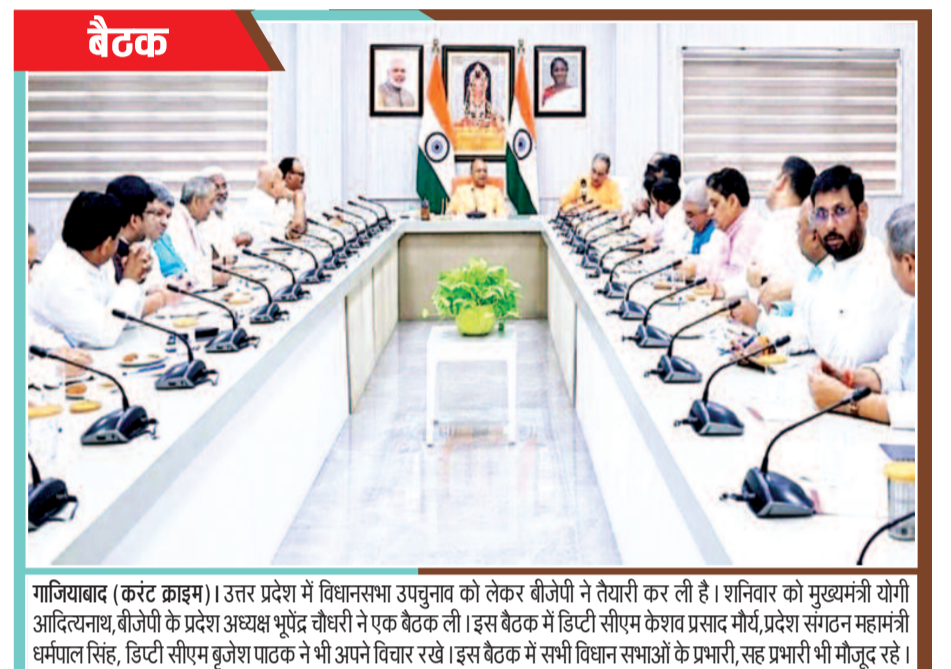 बैठक
गाजियाबाद (करंट क्राइम)। उत्तर प्रदेश में विधानसभा उपचुनाव को लेकर बीजेपी ने तैयारी कर ली है। शनिवार को मुख्यमंत्री योगी
आदित्यनाथ,बीजेपी के प्रदेश अध्यक्ष भूपेंद्र चौधरी ने एक बैठक ली। इस बैठक में डिप्टी सीएम केशव प्रसाद मौर्य,प्रदेश संगठन महामंत्री
धर्मपाल सिंह, डिप्टी सीएम बृजेश पाठक ने भी अपने विचार रखे। इस बैठक में सभी विधान सभाओं के प्रभारी, सह प्रभारी भी मौजूद रहे।